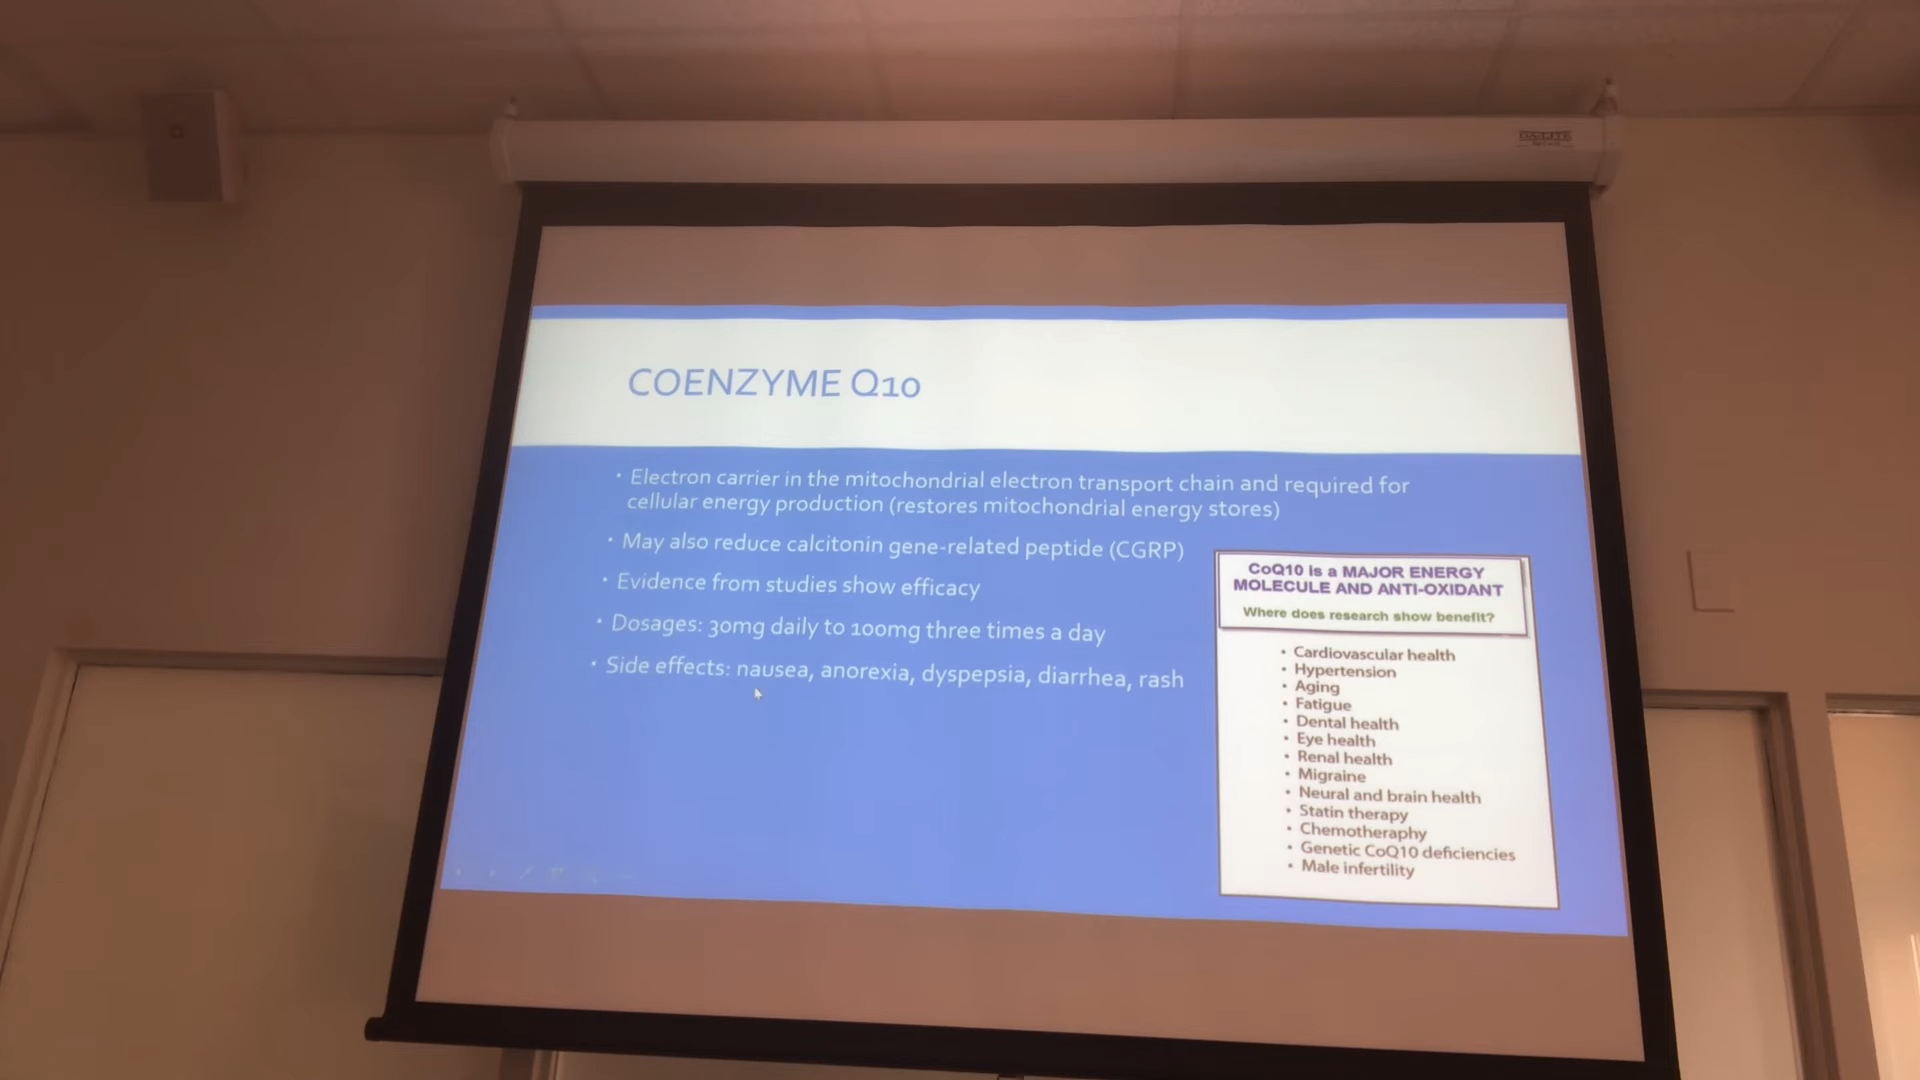 DA-LITE
COENZYME Q10
• Electron carrier in the mitochondrial electron transport chain and required for
cellular energy production (restores mitochondrial energy stores)
• May also reduce calcitonin gene-related peptide (CGRP)
• Evidence from studies show efficacy
• Dosages: 30mg daily to 100mg three times a day
• Side effects: nausea, anorexia, dyspepsia, diarrhea, rash
CoQ10 is a MAJOR ENERGY
MOLECULE AND ANTI-OXIDANT
Where does research show benefit?
• Cardiovascular health
• Hypertension
• Aging
• Fatigue
• Dental health
• Eye health
• Renal health
• Migraine
• Neural and brain health
• Statin therapy
• Chemotheraphy
• Genetic CoQ10 deficiencies
• Male infertility